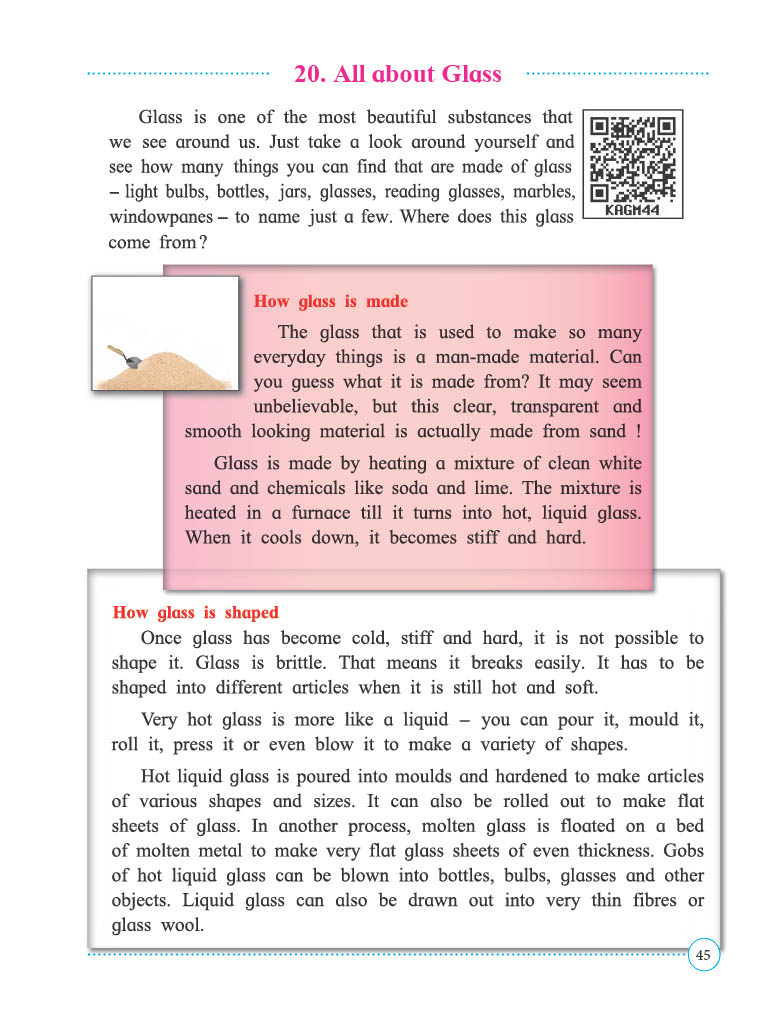 20. All about Glass
Glass is one of the most beautiful substances that
we see around us. Just take a look around yourself and
see how many things you can find that are made of glass
– light bulbs, bottles, jars, glasses, reading glasses, marbles,
windowpanes – to name just a few. Where does this glass
come from?
KAGM44
How glass is made
The glass that is used to make so many
everyday things is a man-made material. Can
you guess what it is made from? It may seem
unbelievable, but this clear, transparent and
smooth looking material is actually made from sand !
Glass is made by heating a mixture of clean white
sand and chemicals like soda and lime. The mixture is
heated in a furnace till it turns into hot, liquid glass.
When it cools down, it becomes stiff and hard.
How glass is shaped
Once glass has become cold, stiff and hard, it is not possible to
shape it. Glass is brittle. That means it breaks easily. It has to be
shaped into different articles when it is still hot and soft.
Very hot glass is more like a liquid – you can pour it, mould it,
roll it, press it or even blow it to make a variety of shapes.
Hot liquid glass is poured into moulds and hardened to make articles
of various shapes and sizes. It can also be rolled out to make flat
sheets of glass. In another process, molten glass is floated on a bed
of molten metal to make very flat glass sheets of even thickness. Gobs
of hot liquid glass can be blown into bottles, bulbs, glasses and other
objects. Liquid glass can also be drawn out into very thin fibres or
glass wool.
45